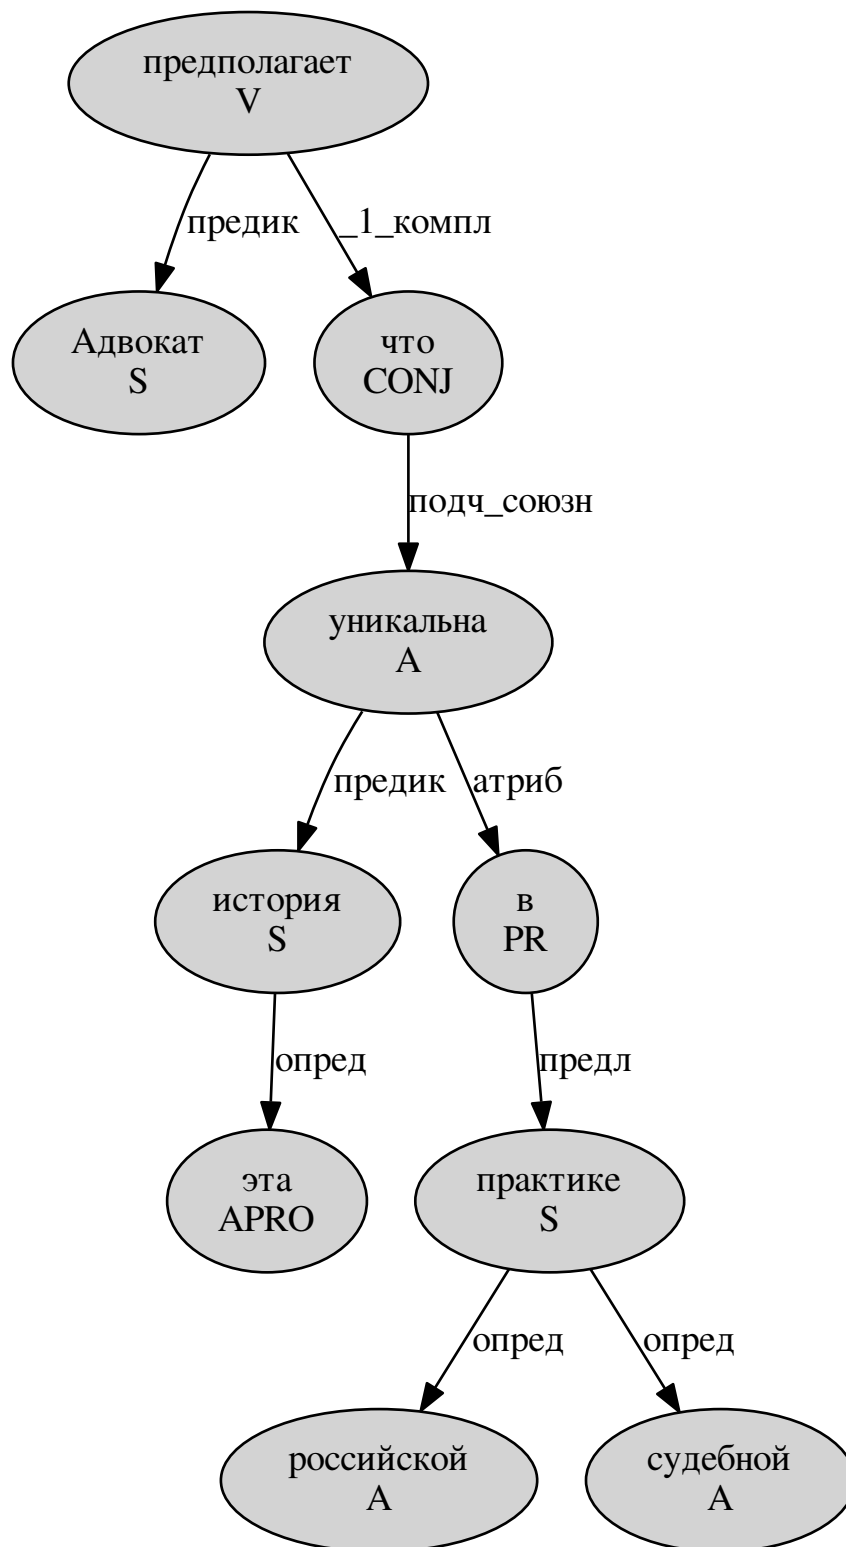 предполагает
V
предик
_1_компл
Адвокат
S
что
CONJ
подч_союзн
уникальна
A
предик
атриб
история
S
в
PR
опред
предл
эта
APRO
практике
S
опред
опред
российской
A
судебной
A